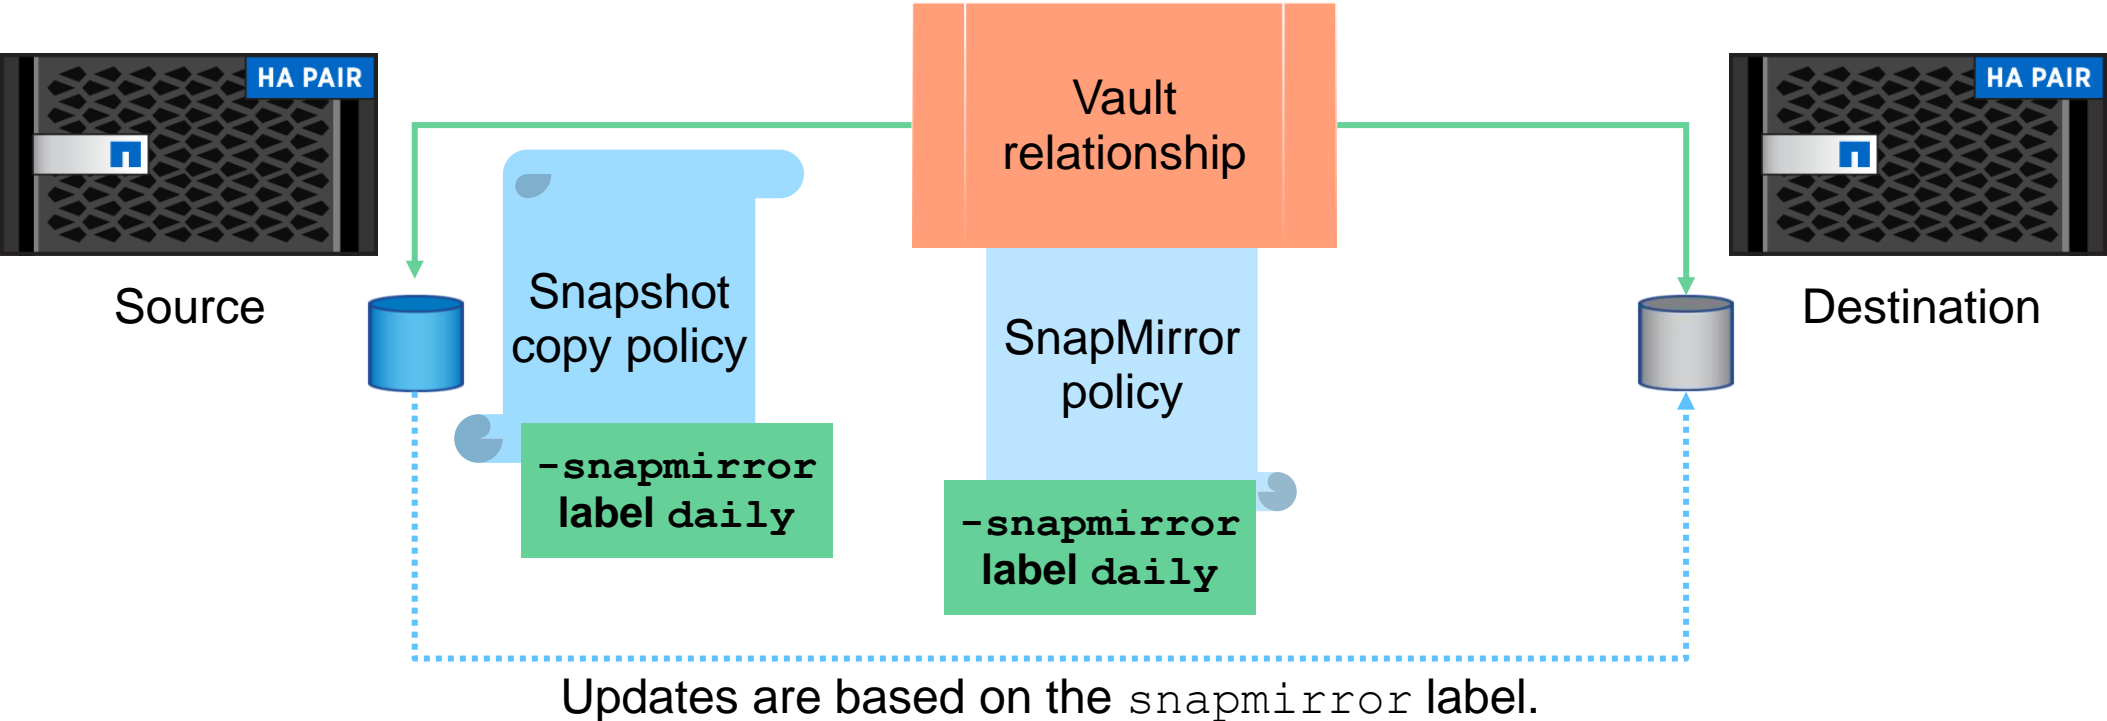 HA PAIR
HA PAIR
Vault
relationship
Source
Snapshot
copy policy
SnapMirror
policy
Destination
-snapmirror
label daily
-snapmirror
label daily
Updates are based on the snapmirror label.